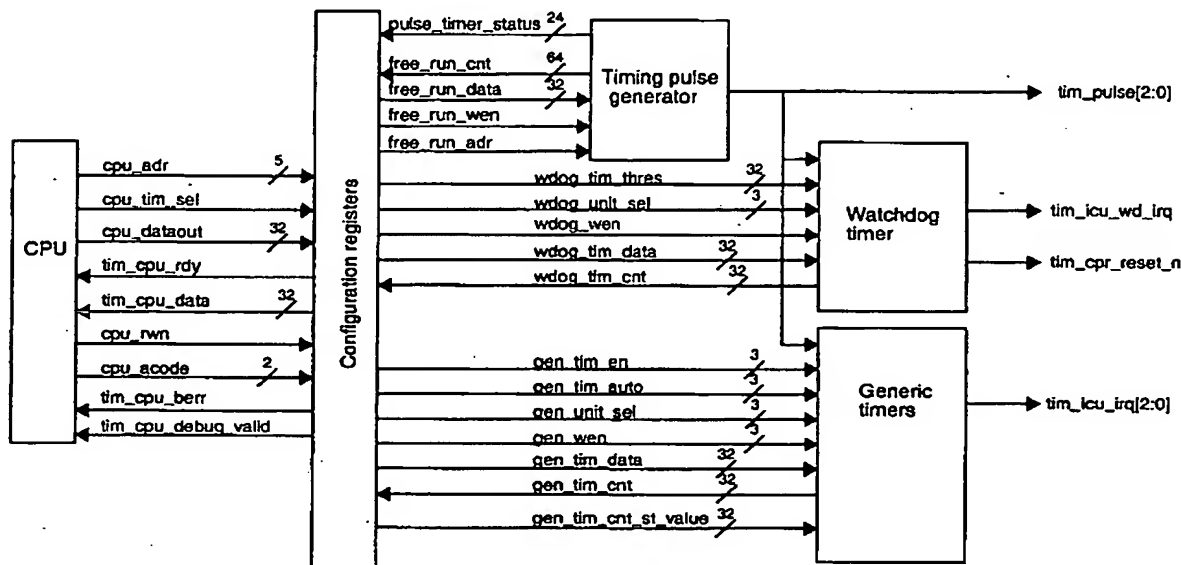 CPU
cpu_adr 5
cpu_tim_sel
cpu_dataout 32
tim_cpu_rdy
tim_cpu_data 32
cpu_rwn
cpu_acode 2
tim_cpu_berr
tim_cpu_debug_valid
Configuration registers
pulse_timer_status 24
free_run_cnt 64
free_run_data 32
free_run_wen
free_run_adr
Timing pulse
generator
tim_pulse[2:0]
wdog_tim_thres 32
wdog_unit_sel 3
wdog_wen
wdog_tim_data 32
wdog_tim_cnt 32
Watchdog
timer
tim_icu_wd_irq
tim_cpr_reset_n
gen_tim_en 3
gen_tim_auto 3
gen_unit_sel 3
gen_wen 3
gen_tim_data 32
gen_tim_cnt 32
gen_tim_cnt_st_value 32
Generic
timers
tim_icu_irq[2:0]